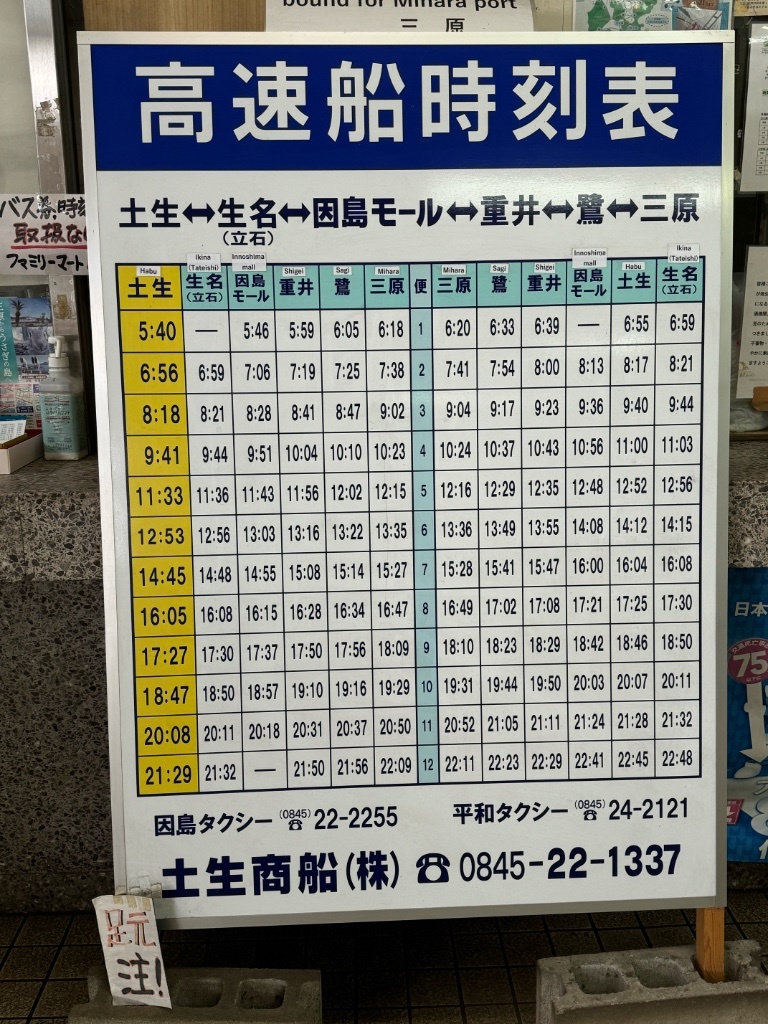 bound for Mihara port
三原
高速船時刻表
土生↔生名↔因島モール↔重井↔鷺↔三原
(立石)
Habu Ikina (Tateishi) Innoshima mall Shigei Sagi Mihara Mihara Sagi Shigei Innoshima mall Habu Ikina (Tateishi)
土生 生名(立石) 因島モール 重井 鷺 三原 便 三原 鷺 重井 因島モール 土生 生名(立石)
5:40 — 5:46 5:59 6:05 6:18 1 6:20 6:33 6:39 — 6:55 6:59
6:56 6:59 7:06 7:19 7:25 7:38 2 7:41 7:54 8:00 8:13 8:17 8:21
8:18 8:21 8:28 8:41 8:47 9:02 3 9:04 9:17 9:23 9:36 9:40 9:44
9:41 9:44 9:51 10:04 10:10 10:23 4 10:24 10:37 10:43 10:56 11:00 11:03
11:33 11:36 11:43 11:56 12:02 12:15 5 12:16 12:29 12:35 12:48 12:52 12:56
12:53 12:56 13:03 13:16 13:22 13:35 6 13:36 13:49 13:55 14:08 14:12 14:15
14:45 14:48 14:55 15:08 15:14 15:27 7 15:28 15:41 15:47 16:00 16:04 16:08
16:05 16:08 16:15 16:28 16:34 16:47 8 16:49 17:02 17:08 17:21 17:25 17:30
17:27 17:30 17:37 17:50 17:56 18:09 9 18:10 18:23 18:29 18:42 18:46 18:50
18:47 18:50 18:57 19:10 19:16 19:29 10 19:31 19:44 19:50 20:03 20:07 20:11
20:08 20:11 20:18 20:31 20:37 20:50 11 20:52 21:05 21:11 21:24 21:28 21:32
21:29 21:32 — 21:50 21:56 22:09 12 22:11 22:23 22:29 22:41 22:45 22:48
因島タクシー (0845)☎ 22-2255 平和タクシー (0845)☎ 24-2121
土生商船(株) ☎ 0845-22-1337
注!
バス券
取扱な
ファミリーマート
日本
75